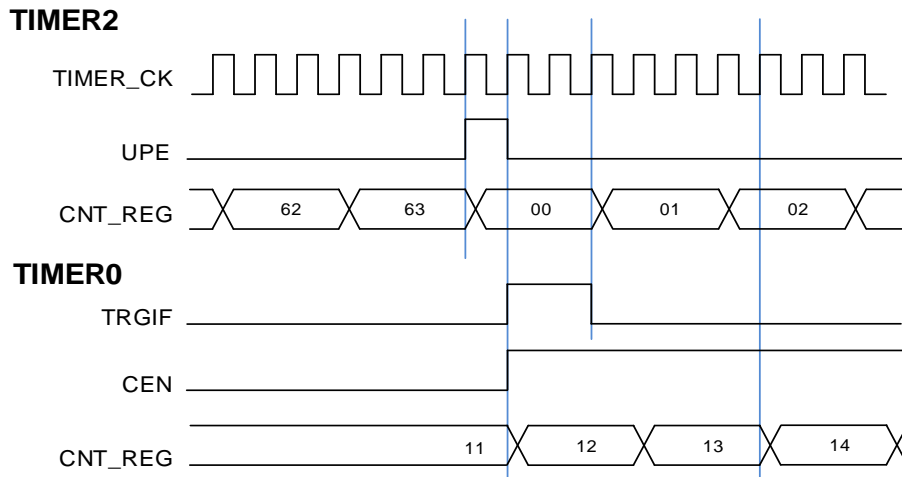 TIMER2
TIMER_CK
UPE
CNT_REG 62 63 00 01 02
TIMER0
TRGIF
CEN
CNT_REG 11 12 13 14